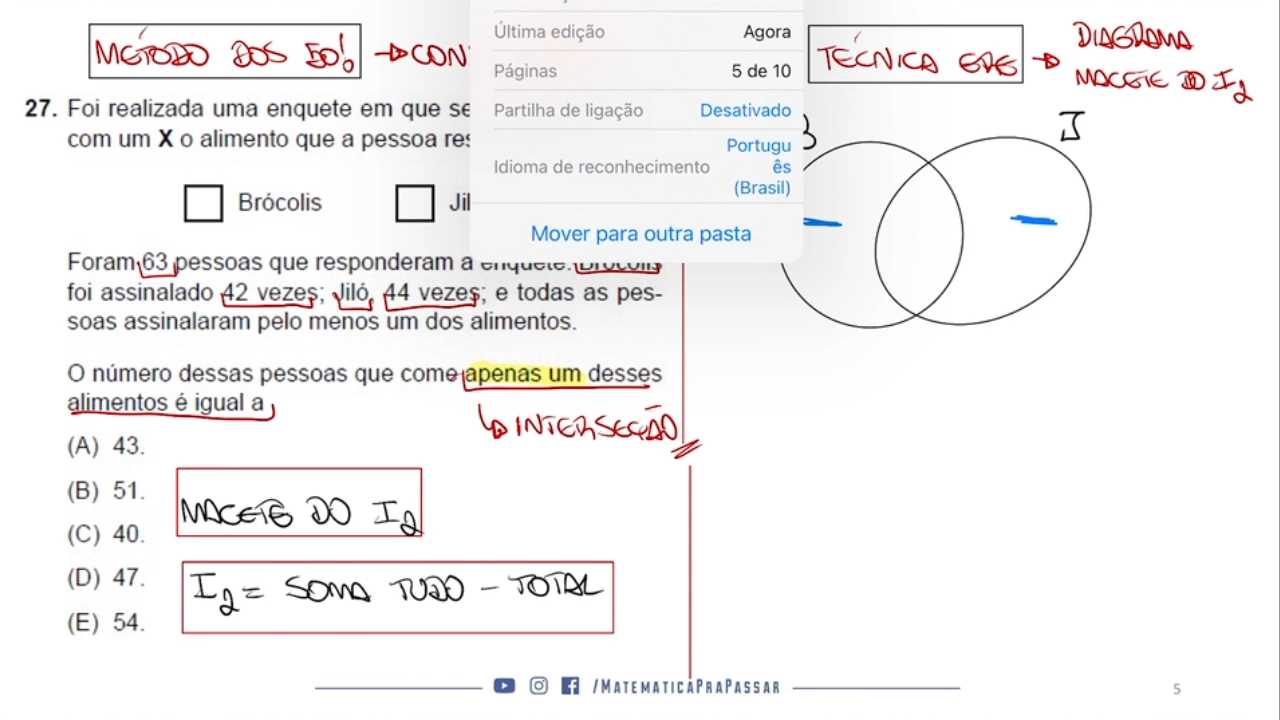 MÉTODO DOS 50!
→ CON
Última edição Agora
Páginas 5 de 10
Partilha de ligação Desativado
Idioma de reconhecimento Portugu
ês
(Brasil)
Mover para outra pasta
TÉCNICA
DIAGRAMA
MACETE DO I2
27. Foi realizada uma enquete em que se
com um X o alimento que a pessoa res
Brócolis Jil
B J
Foram 63 pessoas que responderam a enquete. Brócolis
foi assinalado 42 vezes; Jiló, 44 vezes; e todas as pes-
soas assinalaram pelo menos um dos alimentos.
O número dessas pessoas que come apenas um desses
alimentos é igual a
↳ INTERSEÇÃO
(A) 43.
(B) 51.
(C) 40.
(D) 47.
(E) 54.
MACETE DO I2
I2 = SOMA TUDO - TOTAL
/MATEMATICAPRAPASSAR
5